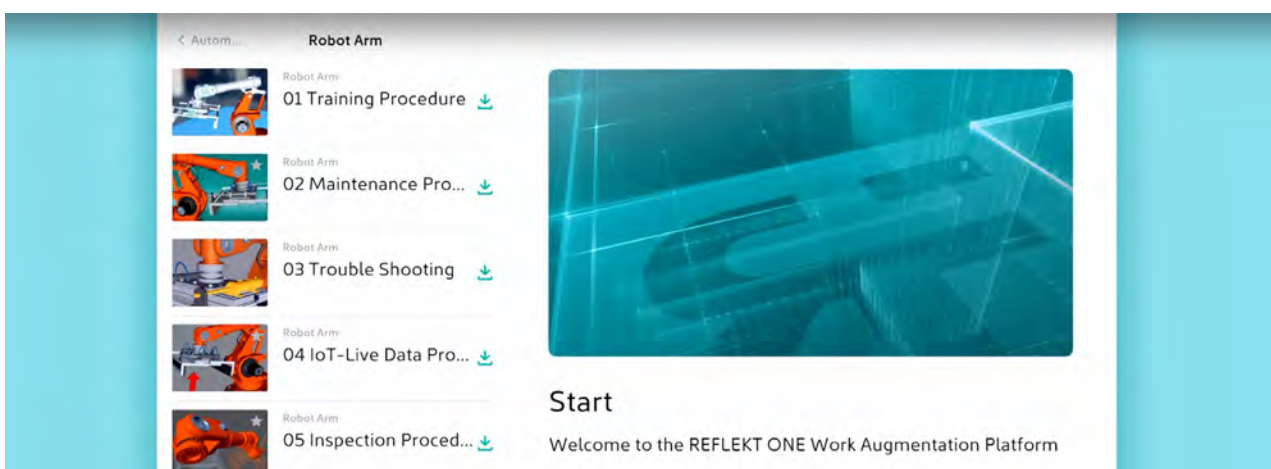 < Autom...
Robot Arm
Robot Arm
01 Training Procedure
Robot Arm
02 Maintenance Pro...
Robot Arm
03 Trouble Shooting
Robot Arm
04 IoT-Live Data Pro...
Robot Arm
05 Inspection Proced...
Start
Welcome to the REFLEKT ONE Work Augmentation Platform